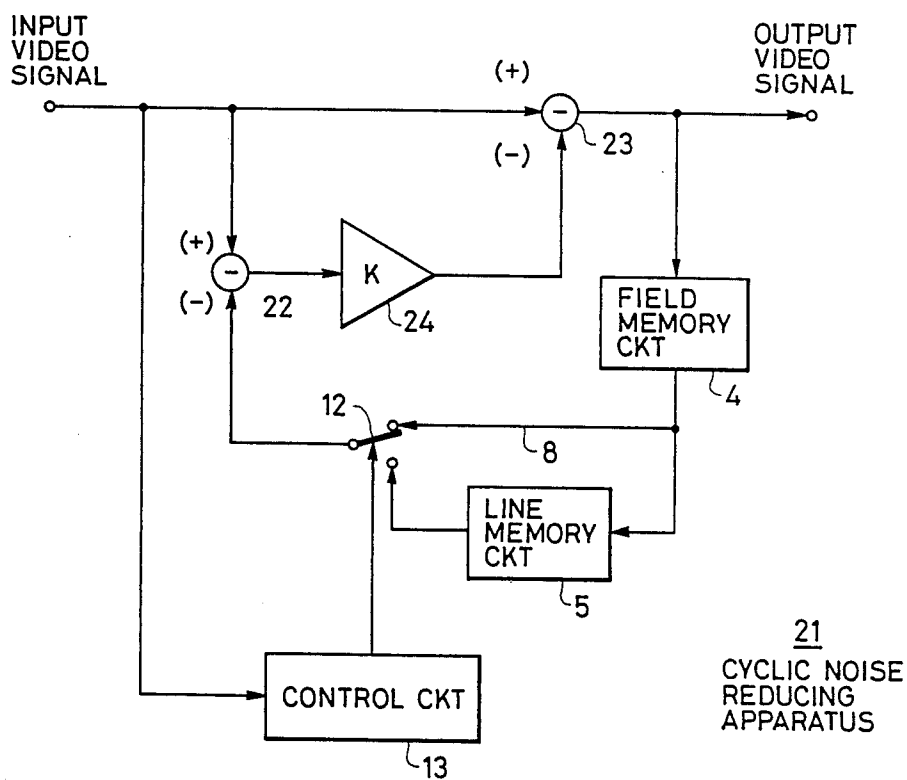 INPUT
VIDEO
SIGNAL
OUTPUT
VIDEO
SIGNAL
(+)
−
23
(−)
(+)
−
(−)
22
K
24
FIELD
MEMORY
CKT
4
12
8
LINE
MEMORY
CKT
5
CONTROL CKT
13
21
CYCLIC NOISE
REDUCING
APPARATUS